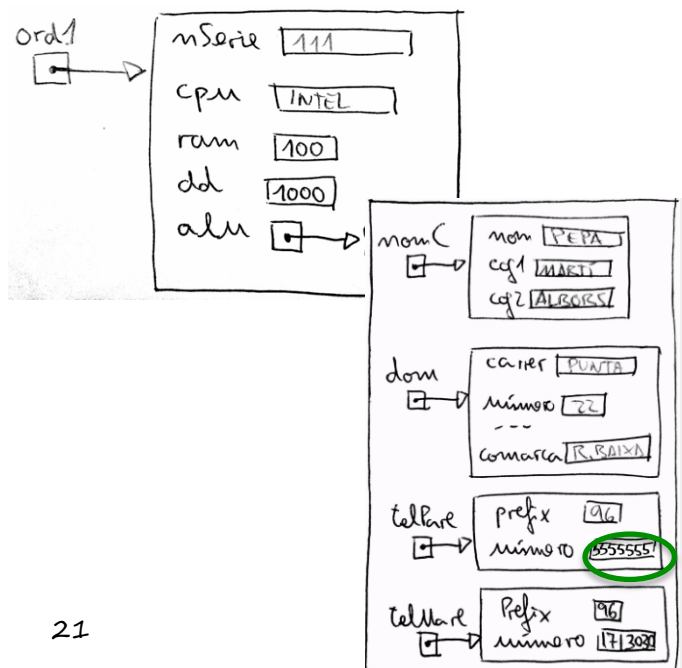 ord1
nSerie 111
cpu INTEL
ram 100
dd 1000
alu
nomC
nom PEPA
cog1 MARTÍ
cog2 ALBORS
dom
carrer PUNTA
número 22
---
comarca R.BAIXA
telPare
prefix 96
número 5555555
telMare
Prefix 96
número 1713030
21